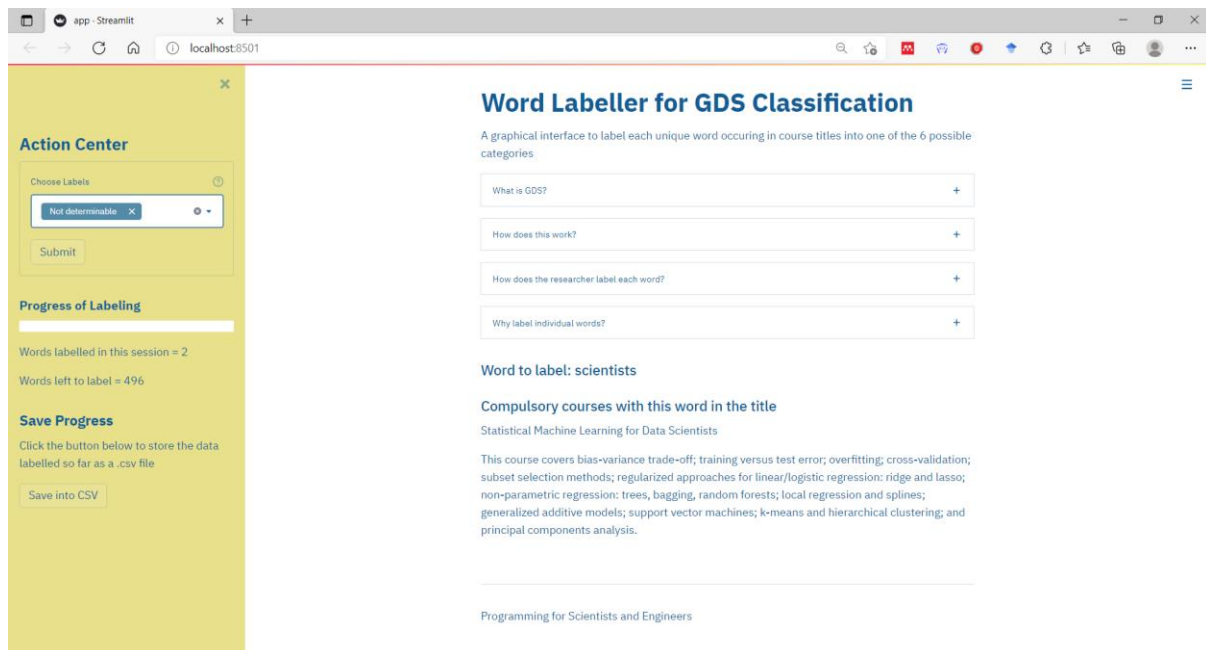 app · Streamlit
localhost:8501
Action Center
Choose Labels
Not determinable
Submit
Progress of Labeling
Words labelled in this session = 2
Words left to label = 496
Save Progress
Click the button below to store the data
labelled so far as a .csv file
Save into CSV
Word Labeller for GDS Classification
A graphical interface to label each unique word occuring in course titles into one of the 6 possible
categories
What is GDS?
How does this work?
How does the researcher label each word?
Why label individual words?
Word to label: scientists
Compulsory courses with this word in the title
Statistical Machine Learning for Data Scientists
This course covers bias-variance trade-off; training versus test error; overfitting; cross-validation;
subset selection methods; regularized approaches for linear/logistic regression: ridge and lasso;
non-parametric regression: trees, bagging, random forests; local regression and splines;
generalized additive models; support vector machines; k-means and hierarchical clustering; and
principal components analysis.
Programming for Scientists and Engineers